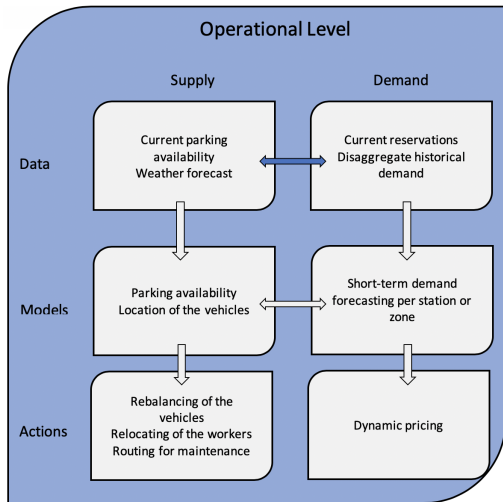 Operational Level
Supply
Demand
Data
Current parking
availability
Weather forecast
Current reservations
Disaggregate historical
demand
Models
Parking availability
Location of the vehicles
Short-term demand
forecasting per station or
zone
Actions
Rebalancing of the
vehicles
Relocating of the workers
Routing for maintenance
Dynamic pricing